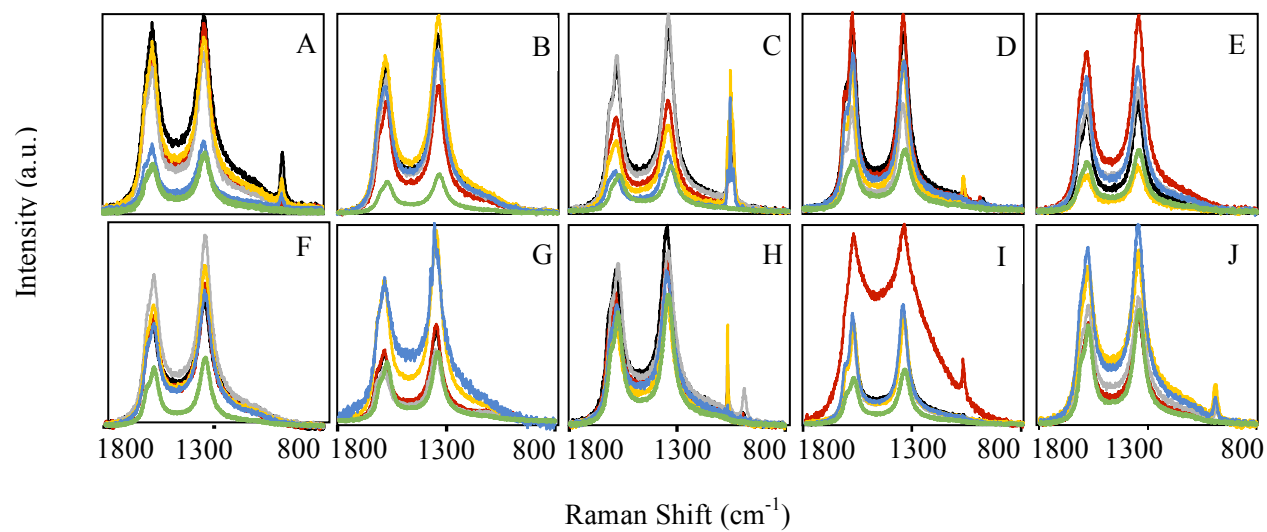 A B C D E
Intensity (a.u.)
F G H I J
1800 1300 800 1800 1300 800 1800 1300 800 1800 1300 800 1800 1300 800
Raman Shift (cm⁻¹)